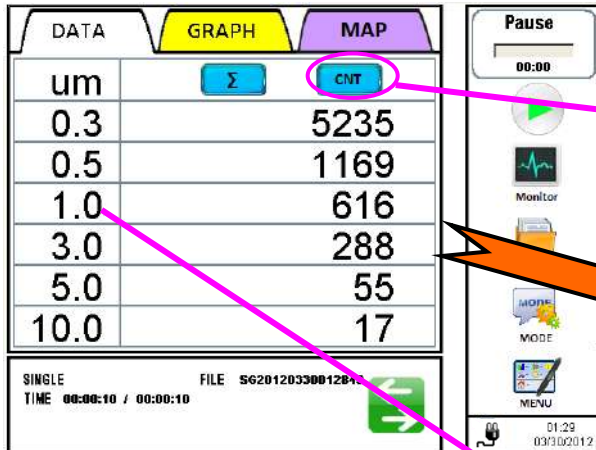 DATA GRAPH MAP
um Σ CNT
0.3 5235
0.5 1169
1.0 616
3.0 288
5.0 55
10.0 17
SINGLE FILE
TIME 00:00:10 / 00:00:10
Pause
00:00
Monitor
MODE
MODE
MENU
01:29
03/30/2012